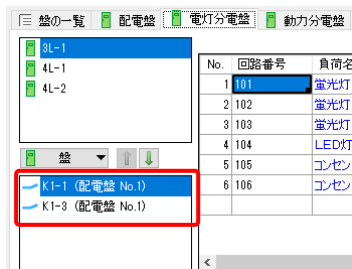 盤の一覧 配電盤 電灯分電盤 動力分電盤
3L-1
4L-1
4L-2
盤
K1-1 (配電盤 No.1)
K1-3 (配電盤 No.1)
No. 回路番号 負荷名
1 101 蛍光灯
2 102 蛍光灯
3 103 蛍光灯
4 104 LED灯
5 105 コンセン
6 106 コンセン